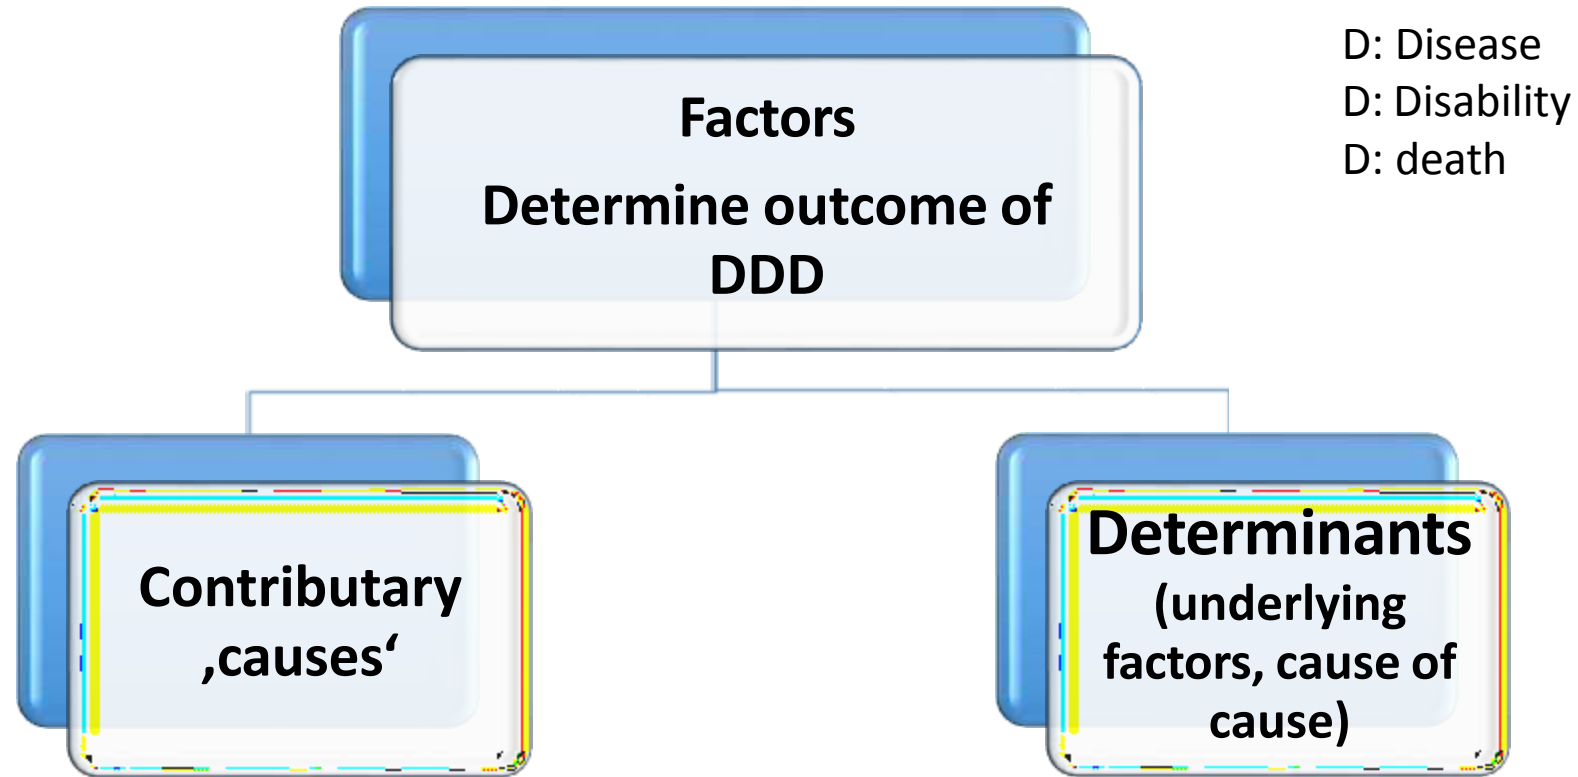 Factors
Determine outcome of
DDD
D: Disease
D: Disability
D: death
Contributary
‚causes‘
Determinants
(underlying
factors, cause of
cause)